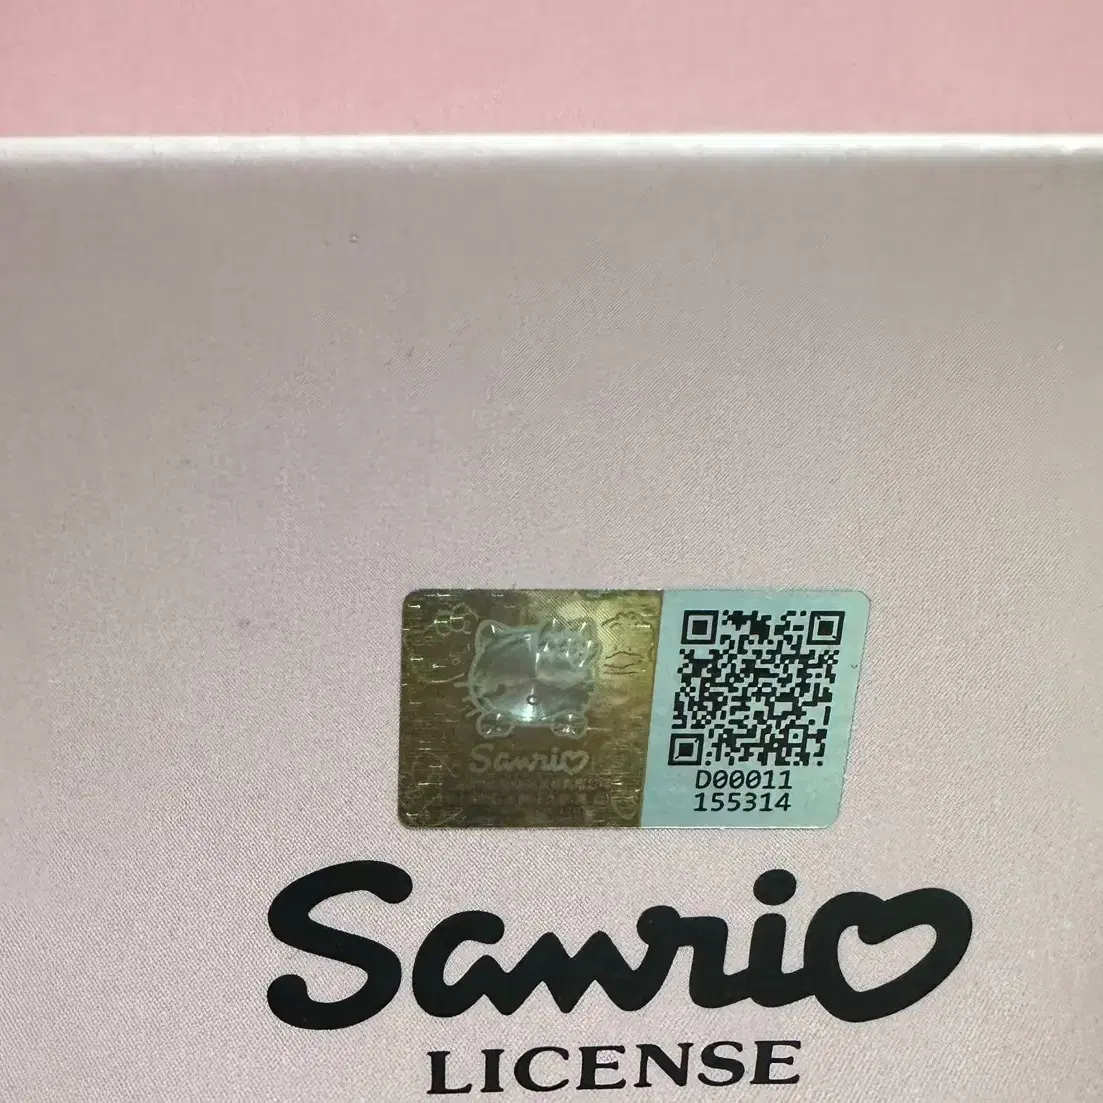 Sanrio
D00011
155314
Sanrio
LICENSE